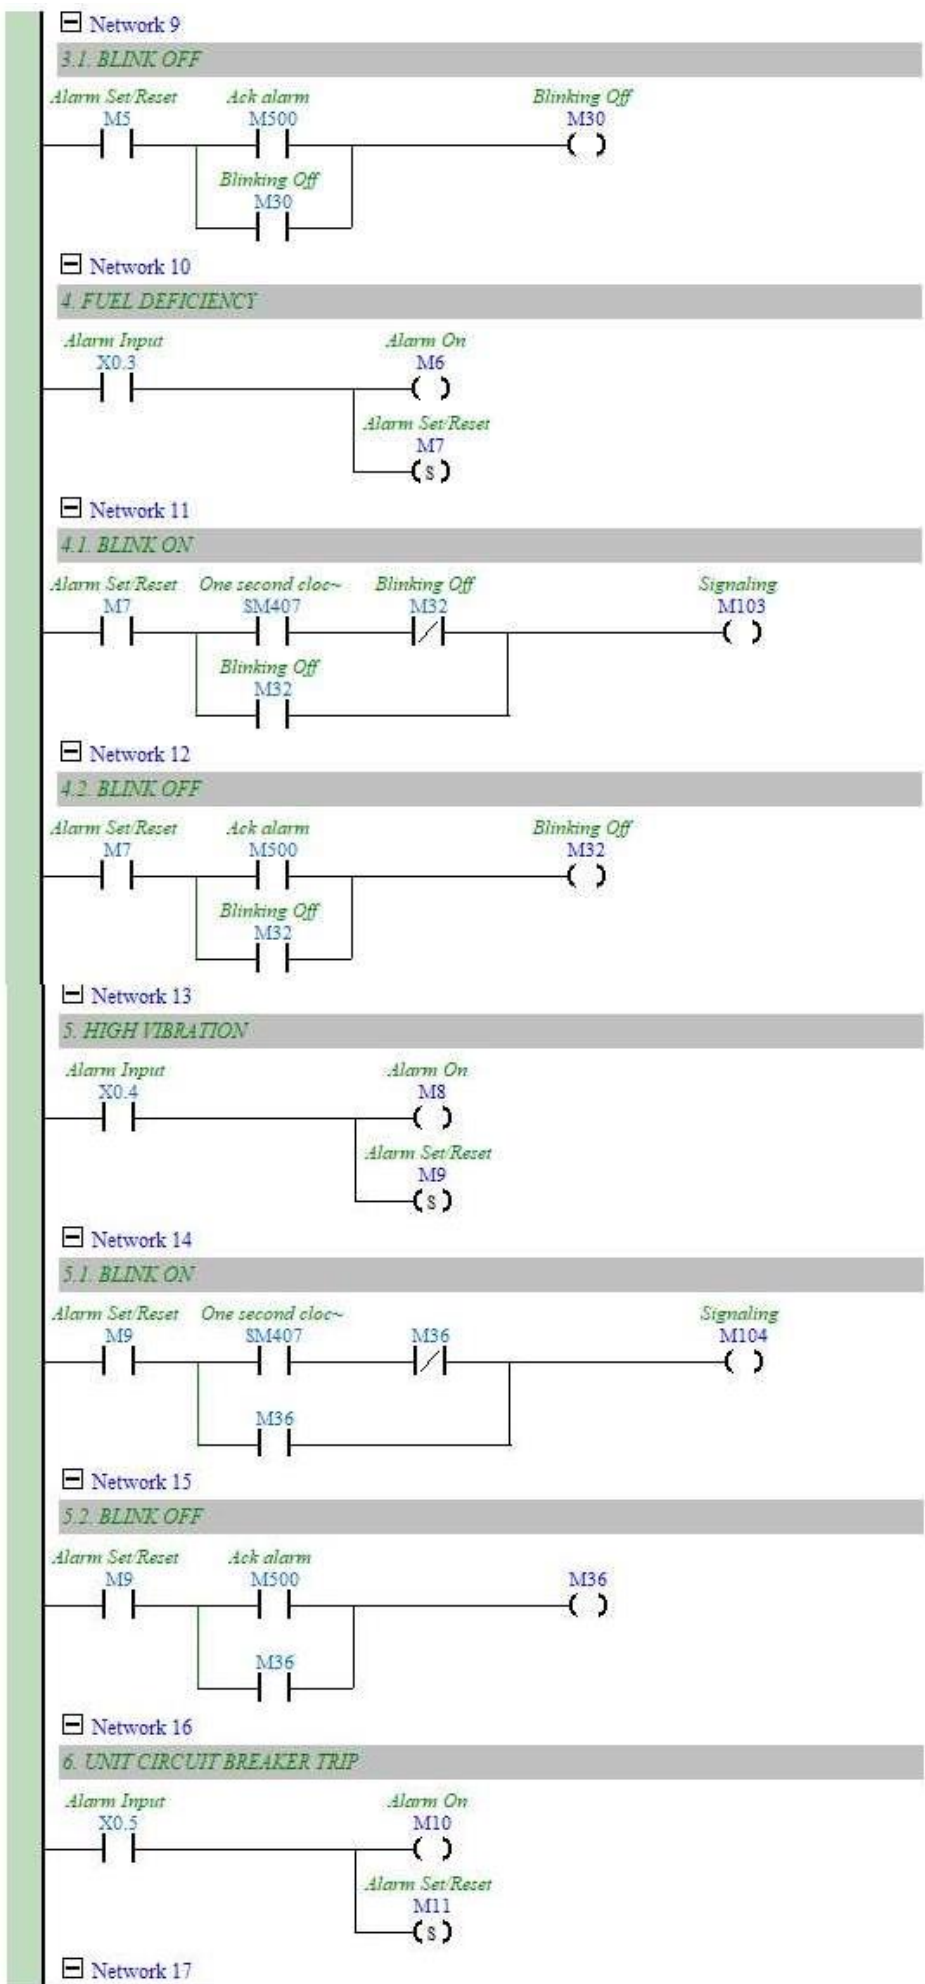 Network 9
3.1. BLINK OFF
Alarm Set/Reset Ack alarm Blinking Off
M5 M500 M30
( )
Blinking Off
M30
Network 10
4. FUEL DEFICIENCY
Alarm Input Alarm On
X0.3 M6
( )
Alarm Set/Reset
M7
(S)
Network 11
4.1. BLINK ON
Alarm Set/Reset One second cloc~ Blinking Off Signaling
M7 SM407 M32 M103
( )
Blinking Off
M32
Network 12
4.2. BLINK OFF
Alarm Set/Reset Ack alarm Blinking Off
M7 M500 M32
( )
Blinking Off
M32
Network 13
5. HIGH VIBRATION
Alarm Input Alarm On
X0.4 M8
( )
Alarm Set/Reset
M9
(S)
Network 14
5.1. BLINK ON
Alarm Set/Reset One second cloc~ Signaling
M9 SM407 M36 M104
( )
M36
Network 15
5.2. BLINK OFF
Alarm Set/Reset Ack alarm
M9 M500 M36
( )
M36
Network 16
6. UNIT CIRCUIT BREAKER TRIP
Alarm Input Alarm On
X0.5 M10
( )
Alarm Set/Reset
M11
(S)
Network 17